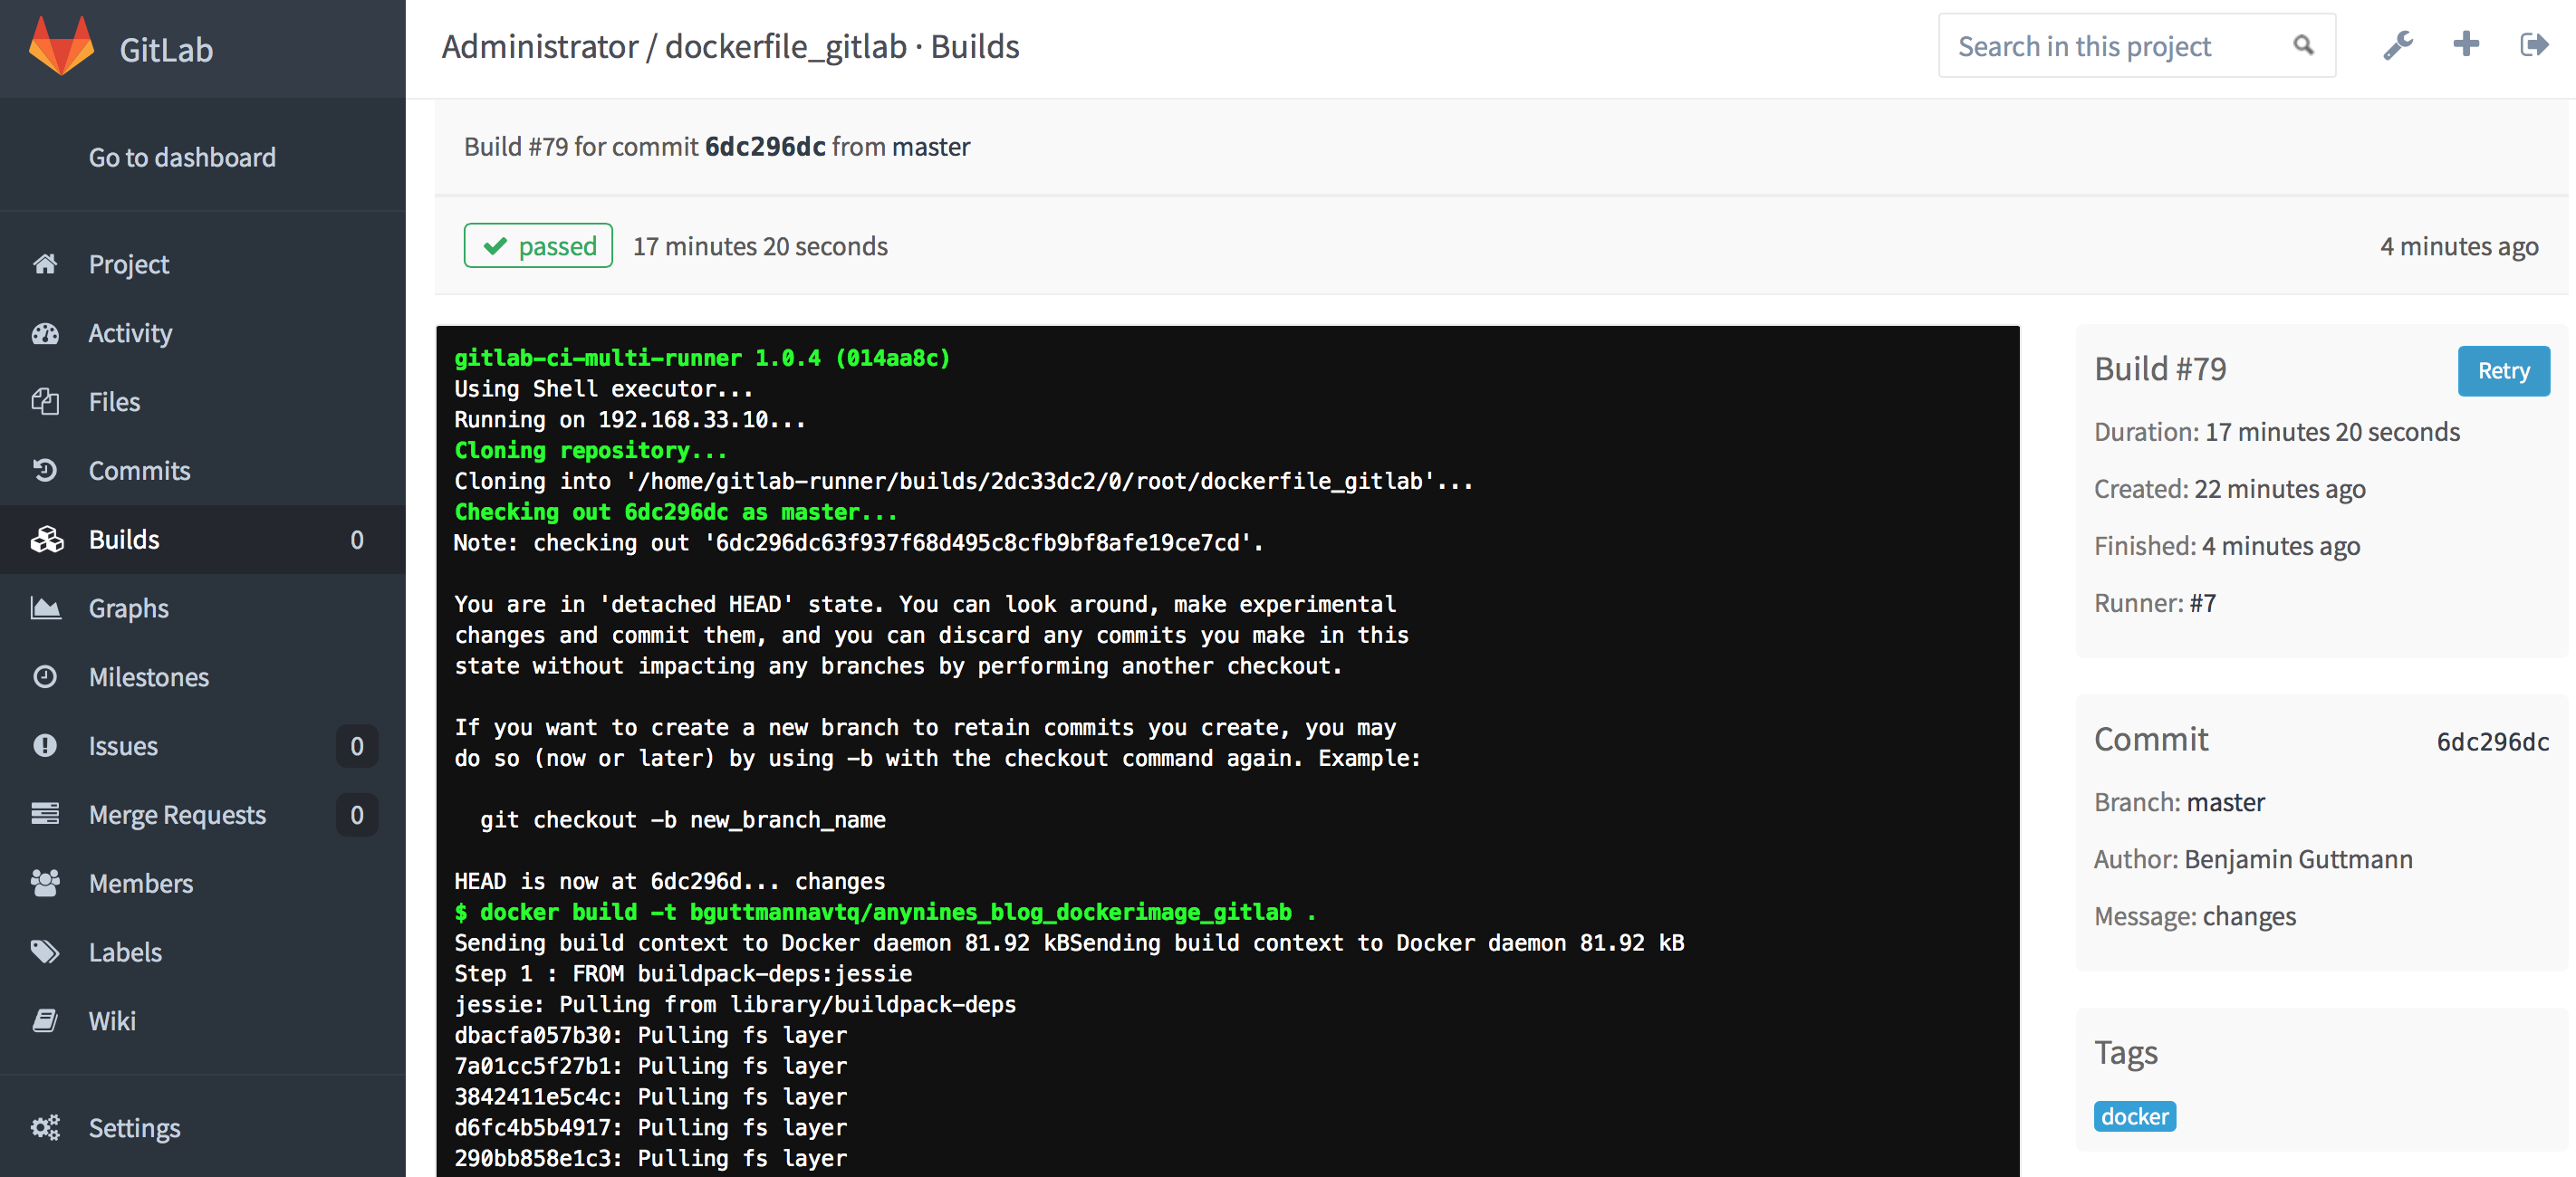 GitLab
Administrator / dockerfile_gitlab · Builds
Search in this project
Go to dashboard
Project
Activity
Files
Commits
Builds 0
Graphs
Milestones
Issues 0
Merge Requests 0
Members
Labels
Wiki
Settings
Build #79 for commit 6dc296dc from master
passed 17 minutes 20 seconds
4 minutes ago
gitlab-ci-multi-runner 1.0.4 (014aa8c)
Using Shell executor...
Running on 192.168.33.10...
Cloning repository...
Cloning into '/home/gitlab-runner/builds/2dc33dc2/0/root/dockerfile_gitlab'...
Checking out 6dc296dc as master...
Note: checking out '6dc296dc63f937f68d495c8cfb9bf8afe19ce7cd'.
You are in 'detached HEAD' state. You can look around, make experimental
changes and commit them, and you can discard any commits you make in this
state without impacting any branches by performing another checkout.
If you want to create a new branch to retain commits you create, you may
do so (now or later) by using -b with the checkout command again. Example:
git checkout -b new_branch_name
HEAD is now at 6dc296d... changes
$ docker build -t bguttmannavtq/anynines_blog_dockerimage_gitlab .
Sending build context to Docker daemon 81.92 kBSending build context to Docker daemon 81.92 kB
Step 1 : FROM buildpack-deps:jessie
jessie: Pulling from library/buildpack-deps
dbacfa057b30: Pulling fs layer
7a01cc5f27b1: Pulling fs layer
3842411e5c4c: Pulling fs layer
d6fc4b5b4917: Pulling fs layer
290bb858e1c3: Pulling fs layer
Build #79
Retry
Duration: 17 minutes 20 seconds
Created: 22 minutes ago
Finished: 4 minutes ago
Runner: #7
Commit 6dc296dc
Branch: master
Author: Benjamin Guttmann
Message: changes
Tags
docker